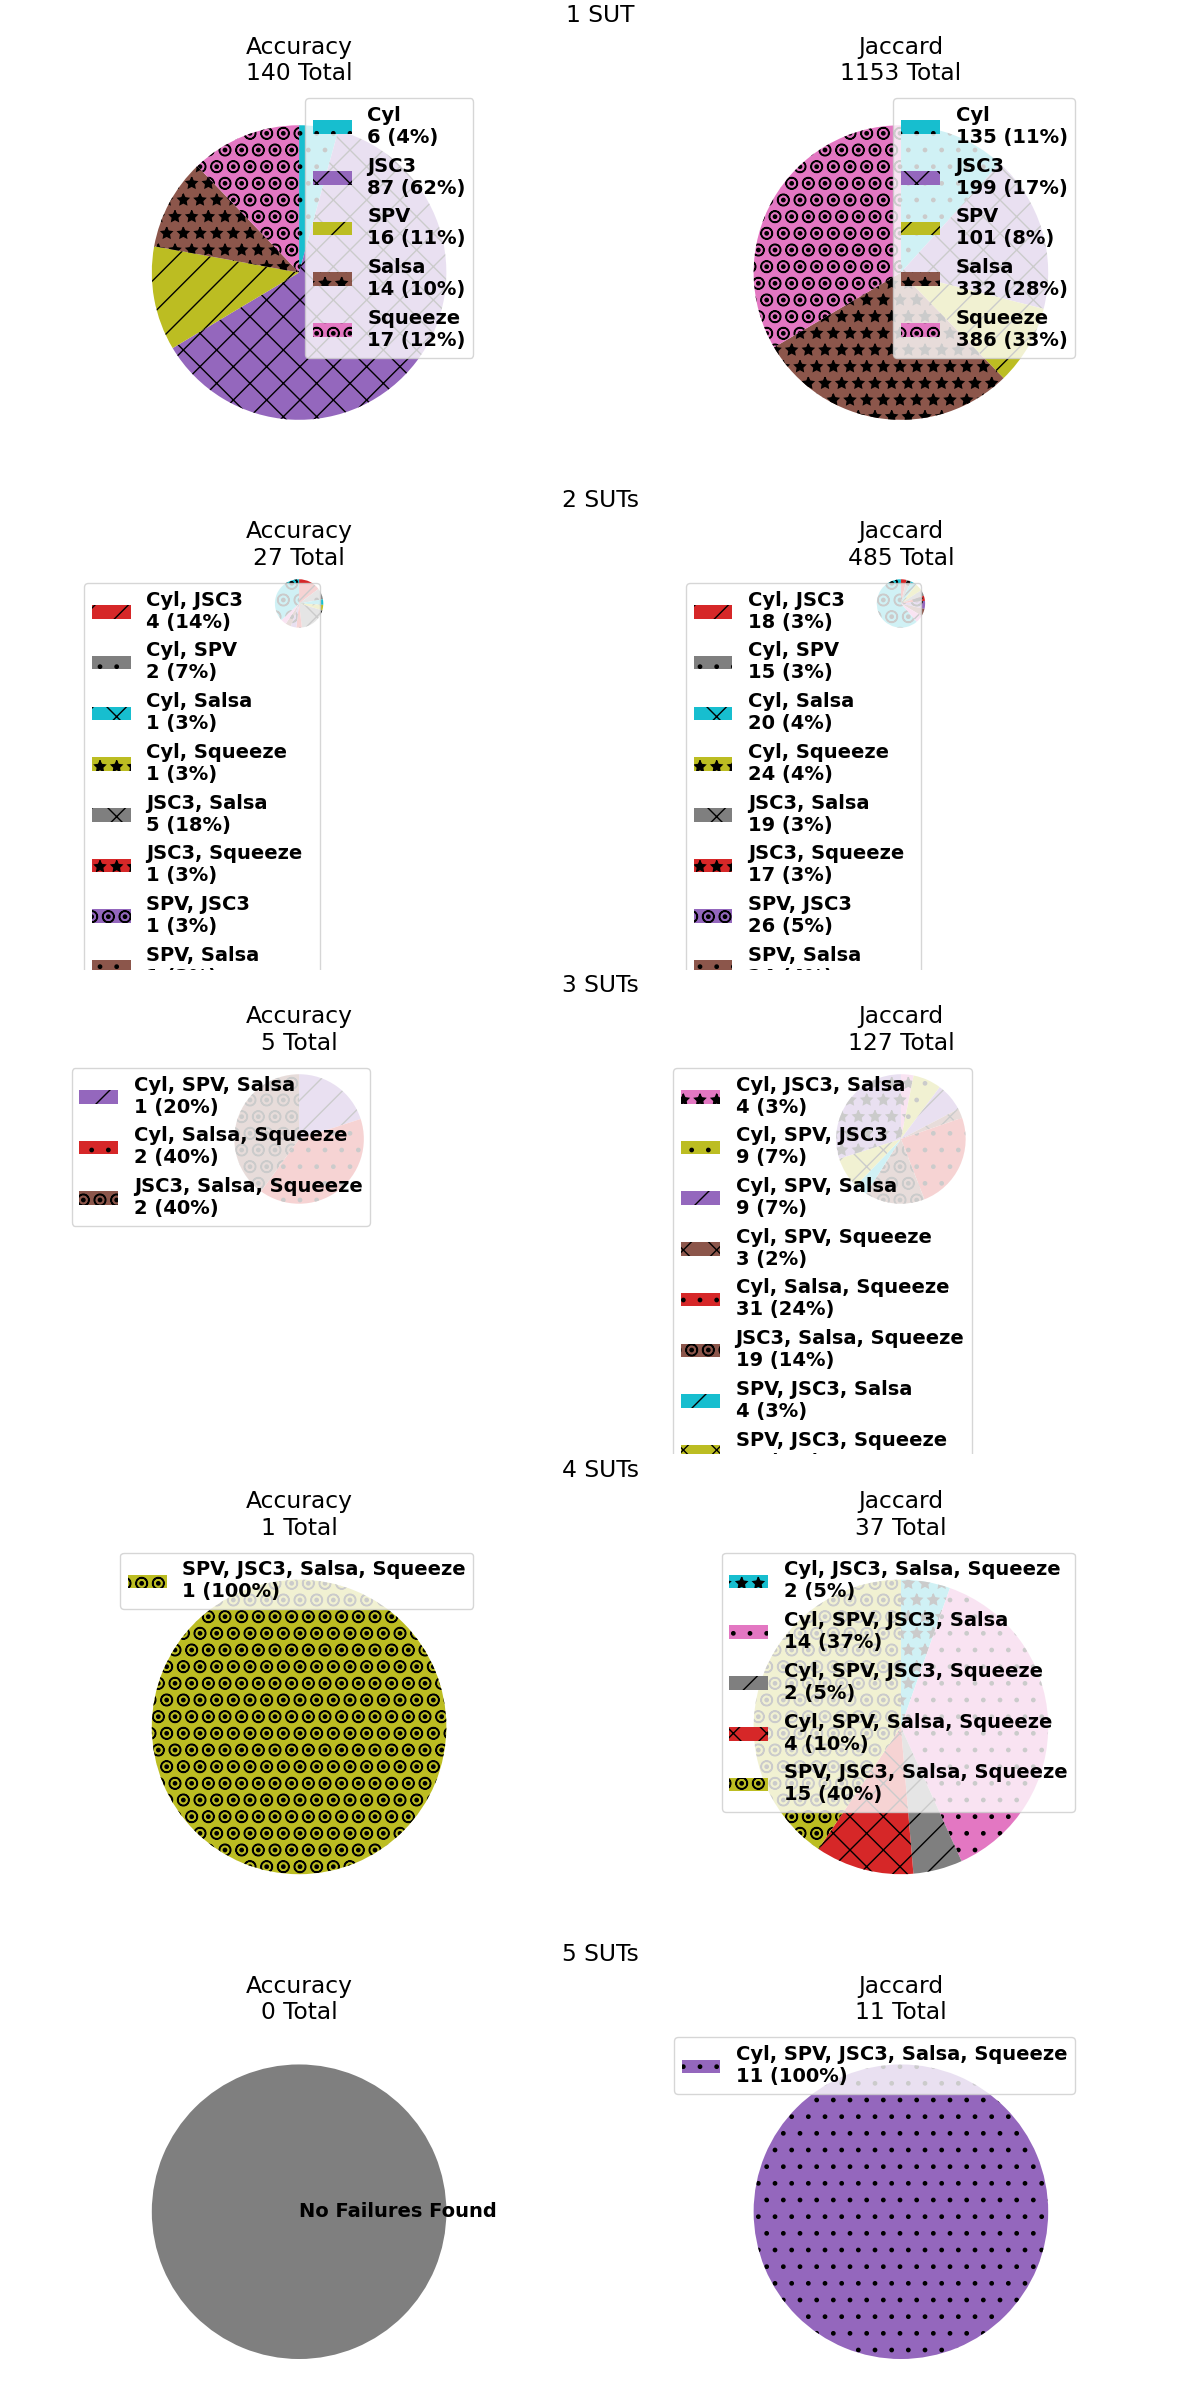 1 SUT
Accuracy
140 Total
Cyl
6 (4%)
JSC3
87 (62%)
SPV
16 (11%)
Salsa
14 (10%)
Squeeze
17 (12%)
Jaccard
1153 Total
Cyl
135 (11%)
JSC3
199 (17%)
SPV
101 (8%)
Salsa
332 (28%)
Squeeze
386 (33%)
2 SUTs
Accuracy
27 Total
Cyl, JSC3
4 (14%)
Cyl, SPV
2 (7%)
Cyl, Salsa
1 (3%)
Cyl, Squeeze
1 (3%)
JSC3, Salsa
5 (18%)
JSC3, Squeeze
1 (3%)
SPV, JSC3
1 (3%)
SPV, Salsa
Jaccard
485 Total
Cyl, JSC3
18 (3%)
Cyl, SPV
15 (3%)
Cyl, Salsa
20 (4%)
Cyl, Squeeze
24 (4%)
JSC3, Salsa
19 (3%)
JSC3, Squeeze
17 (3%)
SPV, JSC3
26 (5%)
SPV, Salsa
3 SUTs
Accuracy
5 Total
Cyl, SPV, Salsa
1 (20%)
Cyl, Salsa, Squeeze
2 (40%)
JSC3, Salsa, Squeeze
2 (40%)
Jaccard
127 Total
Cyl, JSC3, Salsa
4 (3%)
Cyl, SPV, JSC3
9 (7%)
Cyl, SPV, Salsa
9 (7%)
Cyl, SPV, Squeeze
3 (2%)
Cyl, Salsa, Squeeze
31 (24%)
JSC3, Salsa, Squeeze
19 (14%)
SPV, JSC3, Salsa
4 (3%)
SPV, JSC3, Squeeze
4 SUTs
Accuracy
1 Total
SPV, JSC3, Salsa, Squeeze
1 (100%)
Jaccard
37 Total
Cyl, JSC3, Salsa, Squeeze
2 (5%)
Cyl, SPV, JSC3, Salsa
14 (37%)
Cyl, SPV, JSC3, Squeeze
2 (5%)
Cyl, SPV, Salsa, Squeeze
4 (10%)
SPV, JSC3, Salsa, Squeeze
15 (40%)
5 SUTs
Accuracy
0 Total
No Failures Found
Jaccard
11 Total
Cyl, SPV, JSC3, Salsa, Squeeze
11 (100%)